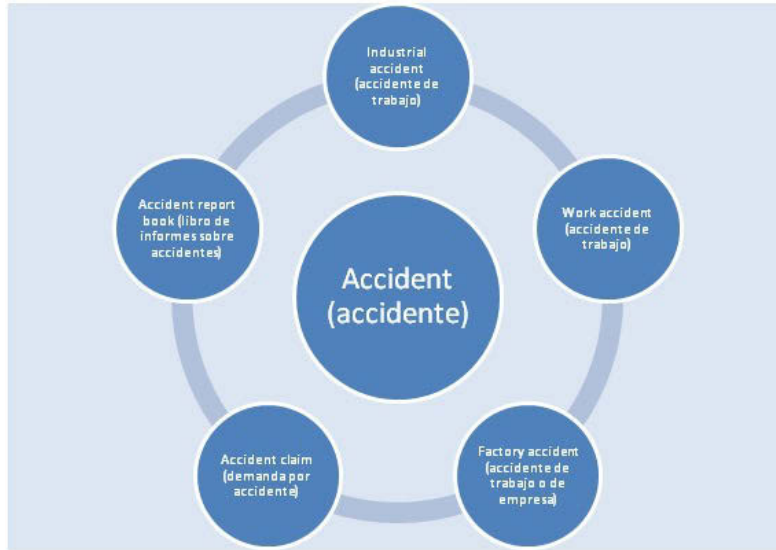 Industrial
accident
(accidente de
trabajo)
Accident report
book (libro de
informes sobre
accidentes)
Work accident
(accidente de
trabajo)
Accident
(accidente)
Accident claim
(demanda por
accidente)
Factory accident
(accidente de
trabajo o de
empresa)